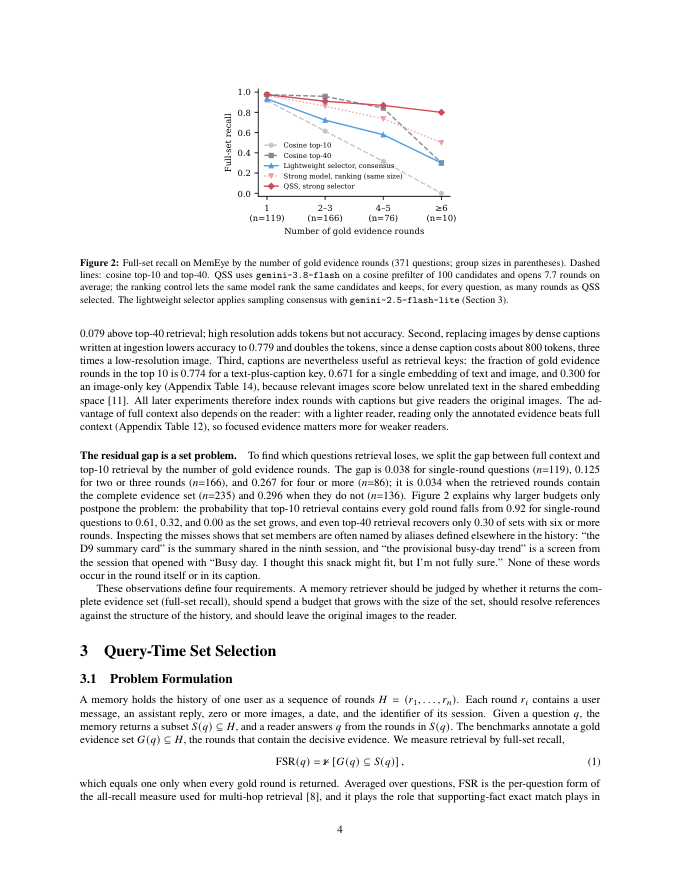 1.0
0.8
0.6
0.4
0.2
0.0
Full-set recall
Cosine top-10
Cosine top-40
Lightweight selector, consensus
Strong model, ranking (same size)
QSS, strong selector
1 2–3 4–5 ≥6
(n=119) (n=166) (n=76) (n=10)
Number of gold evidence rounds
Figure 2: Full-set recall on MemEye by the number of gold evidence rounds (371 questions; group sizes in parentheses). Dashed
lines: cosine top-10 and top-40. QSS uses gemini-3.8-flash on a cosine prefilter of 100 candidates and opens 7.7 rounds on
average; the ranking control lets the same model rank the same candidates and keeps, for every question, as many rounds as QSS
selected. The lightweight selector applies sampling consensus with gemini-2.5-flash-lite (Section 3).
0.079 above top-40 retrieval; high resolution adds tokens but not accuracy. Second, replacing images by dense captions
written at ingestion lowers accuracy to 0.779 and doubles the tokens, since a dense caption costs about 800 tokens, three
times a low-resolution image. Third, captions are nevertheless useful as retrieval keys: the fraction of gold evidence
rounds in the top 10 is 0.774 for a text-plus-caption key, 0.671 for a single embedding of text and image, and 0.300 for
an image-only key (Appendix Table 14), because relevant images score below unrelated text in the shared embedding
space [11]. All later experiments therefore index rounds with captions but give readers the original images. The ad-
vantage of full context also depends on the reader: with a lighter reader, reading only the annotated evidence beats full
context (Appendix Table 12), so focused evidence matters more for weaker readers.
The residual gap is a set problem. To find which questions retrieval loses, we split the gap between full context and
top-10 retrieval by the number of gold evidence rounds. The gap is 0.038 for single-round questions (n=119), 0.125
for two or three rounds (n=166), and 0.267 for four or more (n=86); it is 0.034 when the retrieved rounds contain
the complete evidence set (n=235) and 0.296 when they do not (n=136). Figure 2 explains why larger budgets only
postpone the problem: the probability that top-10 retrieval contains every gold round falls from 0.92 for single-round
questions to 0.61, 0.32, and 0.00 as the set grows, and even top-40 retrieval recovers only 0.30 of sets with six or more
rounds. Inspecting the misses shows that set members are often named by aliases defined elsewhere in the history: “the
D9 summary card” is the summary shared in the ninth session, and “the provisional busy-day trend” is a screen from
the session that opened with “Busy day. I thought this snack might fit, but I’m not fully sure.” None of these words
occur in the round itself or in its caption.
These observations define four requirements. A memory retriever should be judged by whether it returns the com-
plete evidence set (full-set recall), should spend a budget that grows with the size of the set, should resolve references
against the structure of the history, and should leave the original images to the reader.
3 Query-Time Set Selection
3.1 Problem Formulation
A memory holds the history of one user as a sequence of rounds H = (r₁, . . . , rₙ). Each round rᵢ contains a user
message, an assistant reply, zero or more images, a date, and the identifier of its session. Given a question q, the
memory returns a subset S(q) ⊆ H, and a reader answers q from the rounds in S(q). The benchmarks annotate a gold
evidence set G(q) ⊆ H, the rounds that contain the decisive evidence. We measure retrieval by full-set recall,
FSR(q) = [G(q) ⊆ S(q)] , (1)
which equals one only when every gold round is returned. Averaged over questions, FSR is the per-question form of
the all-recall measure used for multi-hop retrieval [8], and it plays the role that supporting-fact exact match plays in
4